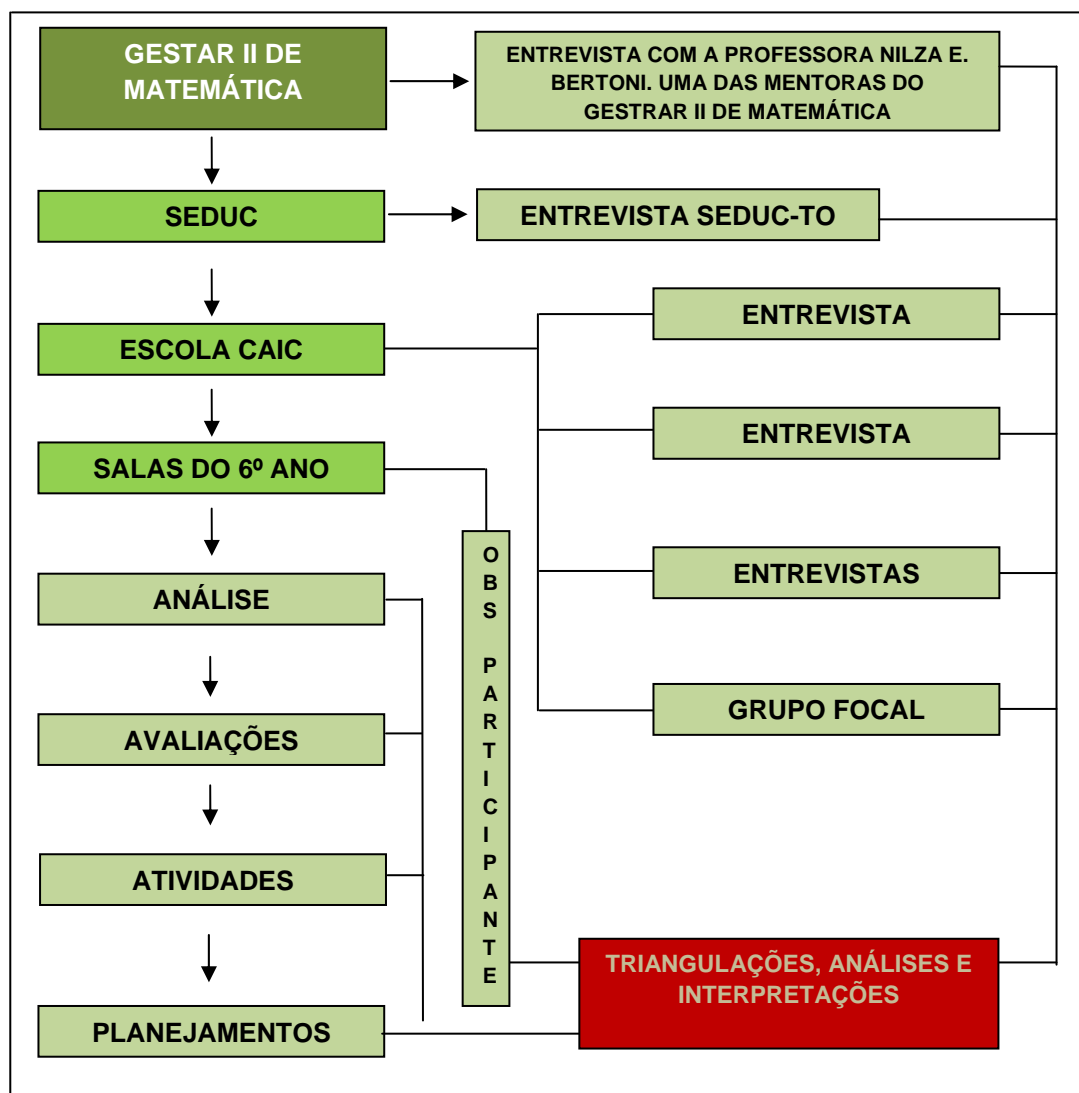 GESTAR II DE
MATEMÁTICA
ENTREVISTA COM A PROFESSORA NILZA E.
BERTONI. UMA DAS MENTORAS DO
GESTRAR II DE MATEMÁTICA
SEDUC
ENTREVISTA SEDUC-TO
ESCOLA CAIC
ENTREVISTA
ENTREVISTA
SALAS DO 6º ANO
OBS PARTICIPANTE
ENTREVISTAS
ANÁLISE
GRUPO FOCAL
AVALIAÇÕES
ATIVIDADES
TRIANGULAÇÕES, ANÁLISES E
INTERPRETAÇÕES
PLANEJAMENTOS